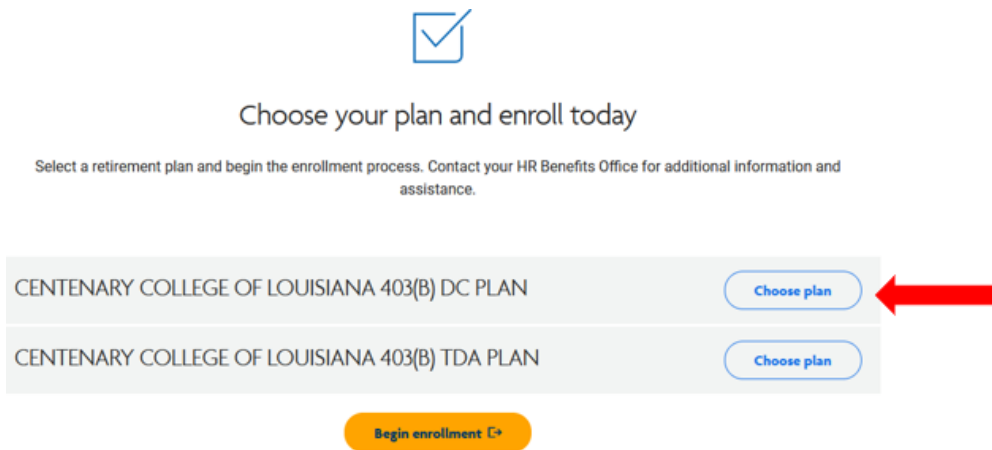 Choose your plan and enroll today
Select a retirement plan and begin the enrollment process. Contact your HR Benefits Office for additional information and
assistance.
CENTENARY COLLEGE OF LOUISIANA 403(B) DC PLAN
Choose plan
CENTENARY COLLEGE OF LOUISIANA 403(B) TDA PLAN
Choose plan
Begin enrollment